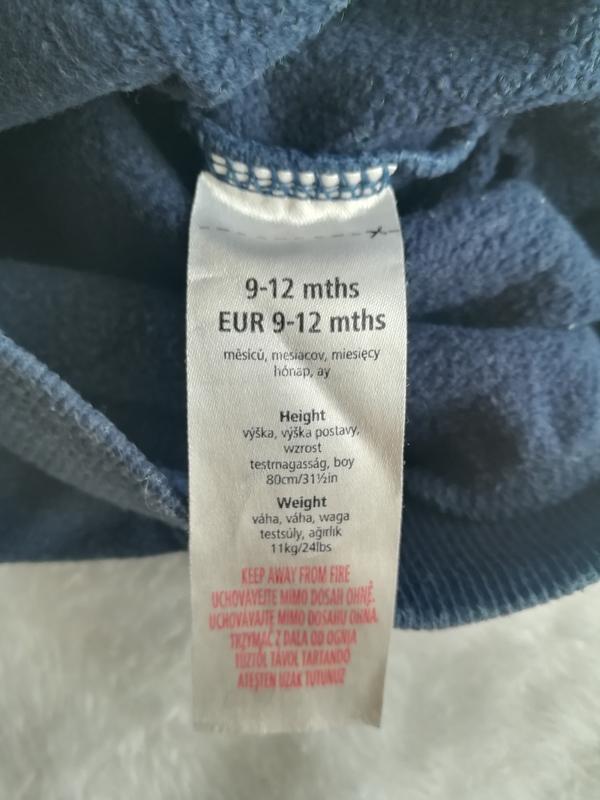 9-12 mths
EUR 9-12 mths
měsíců, mesiacov, miesięcy
hónap, ay
Height
výška, výška postavy,
wzrost
testmagasság, boy
80cm/31½in
Weight
váha, váha, waga
testsúly, ağırlık
11kg/24lbs
KEEP AWAY FROM FIRE
UCHOVÁVEJTE MIMO DOSAH OHNĚ.
UCHOVÁVAJTE MIMO DOSAHU OHŇA.
TRZYMAĆ Z DALA OD OGNIA
TŰZTŐL TÁVOL TARTANDÓ
ATEŞTEN UZAK TUTUNUZ